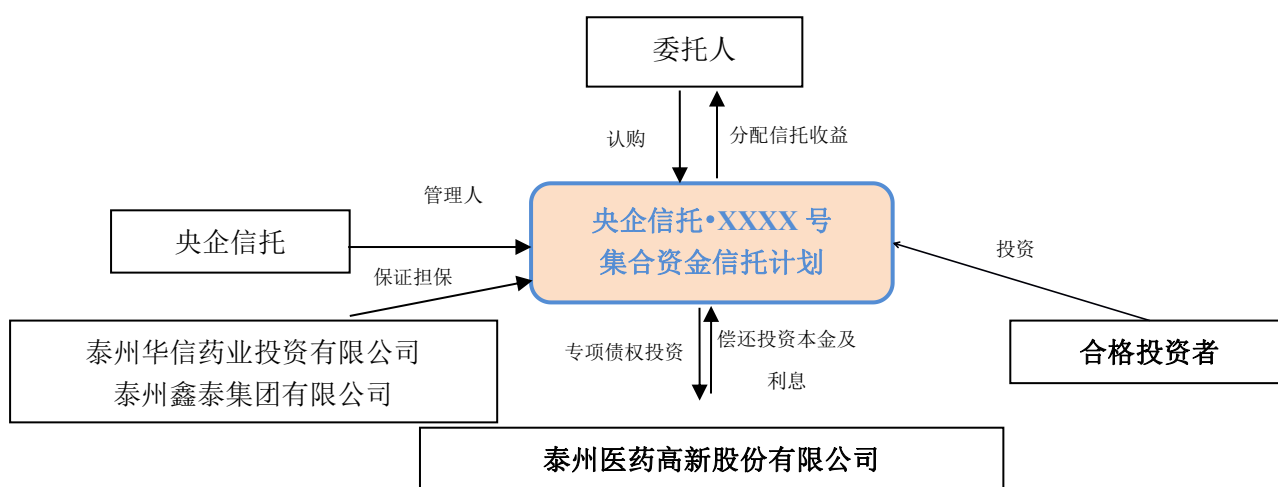 委托人
认购
分配信托收益
管理人
央企信托•XXXX 号
集合资金信托计划
央企信托
投资
保证担保
泰州华信药业投资有限公司
泰州鑫泰集团有限公司
专项债权投资
偿还投资本金及
利息
合格投资者
泰州医药高新股份有限公司